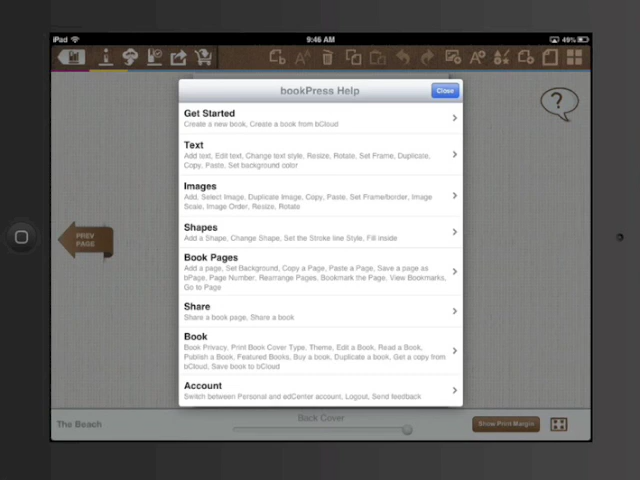 iPad
9:46 AM
49%
bookPress Help
Close
Get Started
Create a new book, Create a book from bCloud
Text
Add text, Edit text, Change text style, Resize, Rotate, Set Frame, Duplicate,
Copy, Paste, Set background color
Images
Add, Select Image, Duplicate Image, Copy, Paste, Set Frame/border, Image
Scale, Image Order, Resize, Rotate
Shapes
Add a Shape, Change Shape, Set the Stroke line Style, Fill inside
Book Pages
Add a page, Set Background, Copy a Page, Paste a Page, Save a page as
bPage, Page Number, Rearrange Pages, Bookmark the Page, View Bookmarks,
Go to Page
Share
Share a book page, Share a book
Book
Book Privacy, Print Book Cover Type, Theme, Edit a Book, Read a Book,
Publish a Book, Featured Books, Buy a book, Duplicate a book, Get a copy from
bCloud, Save book to bCloud
Account
Switch between Personal and edCenter account, Logout, Send feedback
?
PREV
PAGE
The Beach
Back Cover
Show Print Margin